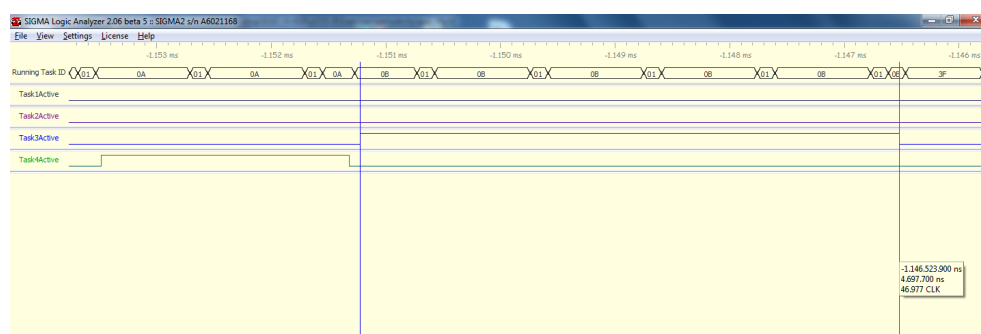 SIGMA Logic Analyzer 2.06 beta 5 :: SIGMA2 s/n A6021168
File View Settings License Help
-1.153 ms -1.152 ms -1.151 ms -1.150 ms -1.149 ms -1.148 ms -1.147 ms -1.146 ms
Running Task ID 01 0A 01 0A 01 0A 0B 01 0B 01 0B 01 0B 01 0B 01 0B 3F
Task1Active
Task2Active
Task3Active
Task4Active
-1.146.523.900 ns
4.697.700 ns
46.977 CLK